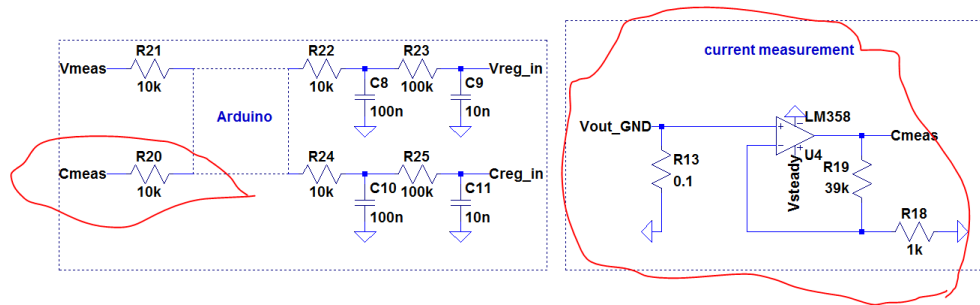 R21
R22
R23
current measurement
Vmeas
Vreg_in
10k
10k
C8
100k
C9
100n
10n
Arduino
LM358
Vout_GND
Cmeas
R20
R24
R25
U4
R13
R19
Cmeas
Creg_in
Vsteady
10k
10k
C10
100k
C11
0.1
39k
100n
10n
R18
1k